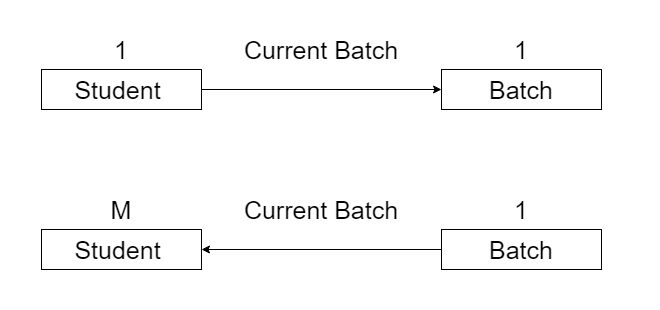 1 Current Batch 1
Student Batch
M Current Batch 1
Student Batch